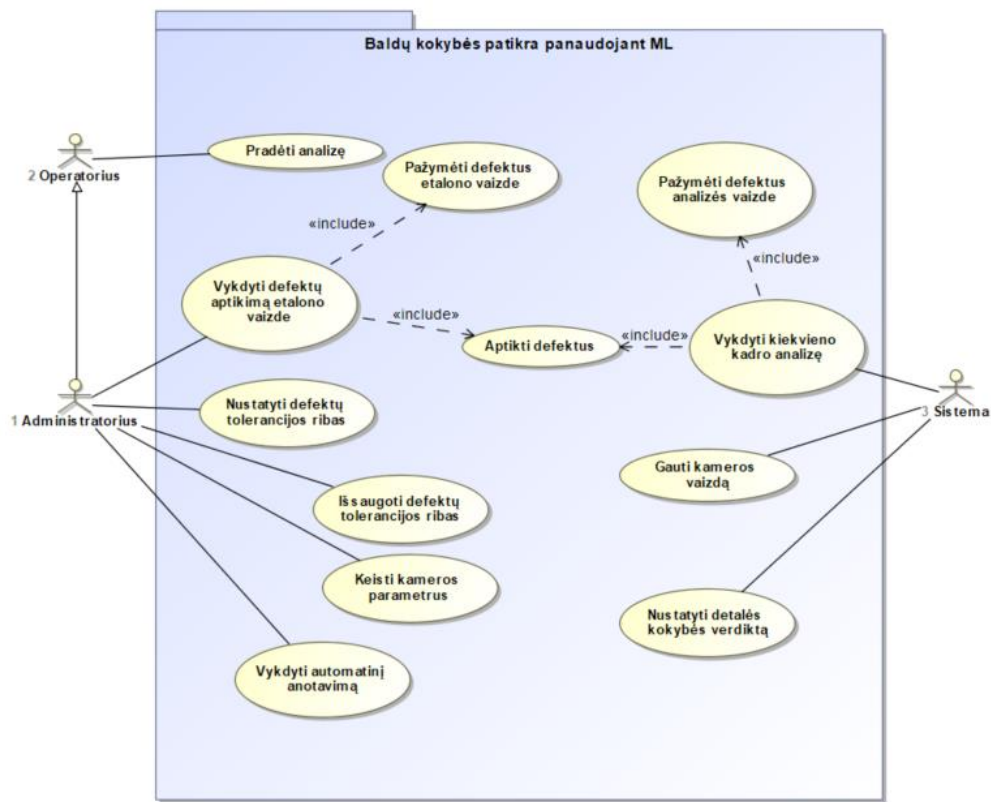 Baldų kokybės patikra panaudojant ML
2 Operatorius
Pradėti analizę
Pažymėti defektus
etalono vaizde
Pažymėti defektus
analizės vaizde
«include»
«include»
Vykdyti defektų
aptikimą etalono
vaizde
«include»
Aptikti defektus
«include»
Vykdyti kiekvieno
kadro analizę
1 Administratorius
Nustatyti defektų
tolerancijos ribas
3 Sistema
Gauti kameros
vaizdą
Išsaugoti defektų
tolerancijos ribas
Keisti kameros
parametrus
Nustatyti detalės
kokybės verdiktą
Vykdyti automatinį
anotavimą